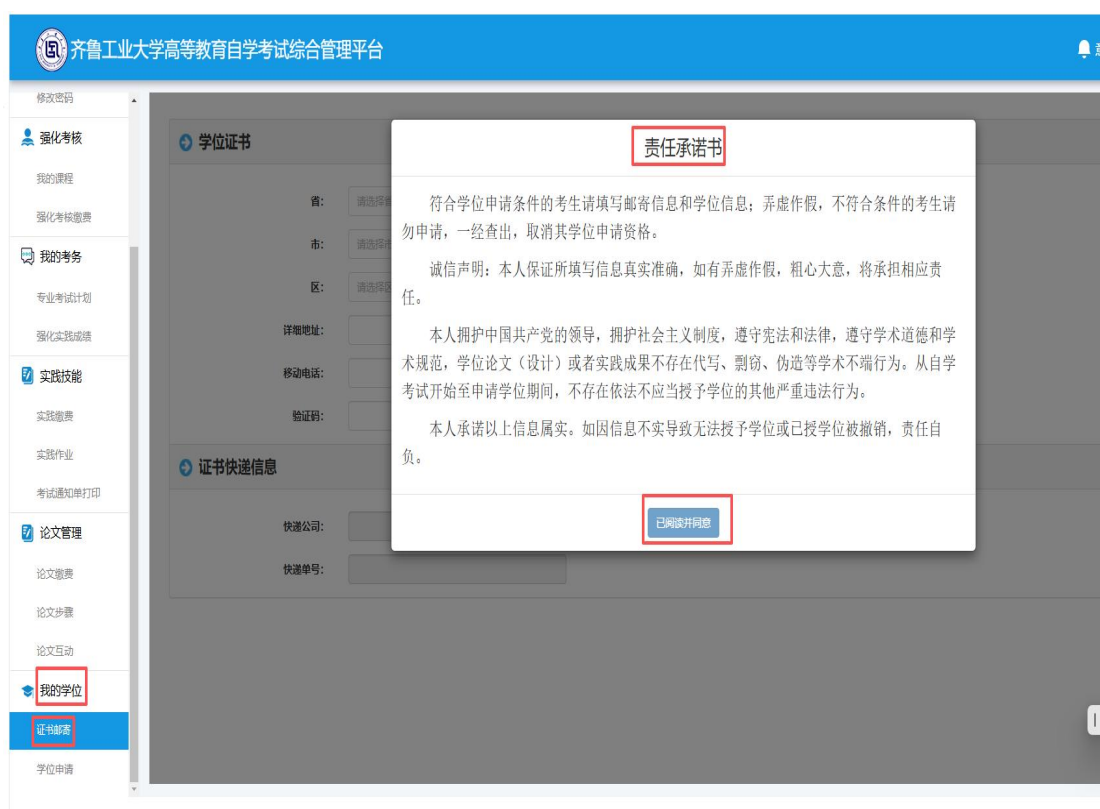 齐鲁工业大学高等教育自学考试综合管理平台
修改密码
强化考核
我的课程
强化考核缴费
我的考务
专业考试计划
强化实践成绩
实践技能
实践缴费
实践作业
考试通知单打印
论文管理
论文缴费
论文步骤
论文互动
我的学位
证书邮寄
学位申请
学位证书
省：
请选择
市：
请选择
区：
请选择
详细地址：
移动电话：
验证码：
证书快递信息
快递公司：
快递单号：
责任承诺书
符合学位申请条件的考生请填写邮寄信息和学位信息；弄虚作假，不符合条件的考生请
勿申请，一经查出，取消其学位申请资格。
诚信声明：本人保证所填写信息真实准确，如有弄虚作假，粗心大意，将承担相应责
任。
本人拥护中国共产党的领导，拥护社会主义制度，遵守宪法和法律，遵守学术道德和学
术规范，学位论文（设计）或者实践成果不存在代写、剽窃、伪造等学术不端行为。从自学
考试开始至申请学位期间，不存在依法不应当授予学位的其他严重违法行为。
本人承诺以上信息属实。如因信息不实导致无法授予学位或已授学位被撤销，责任自
负。
已阅读并同意